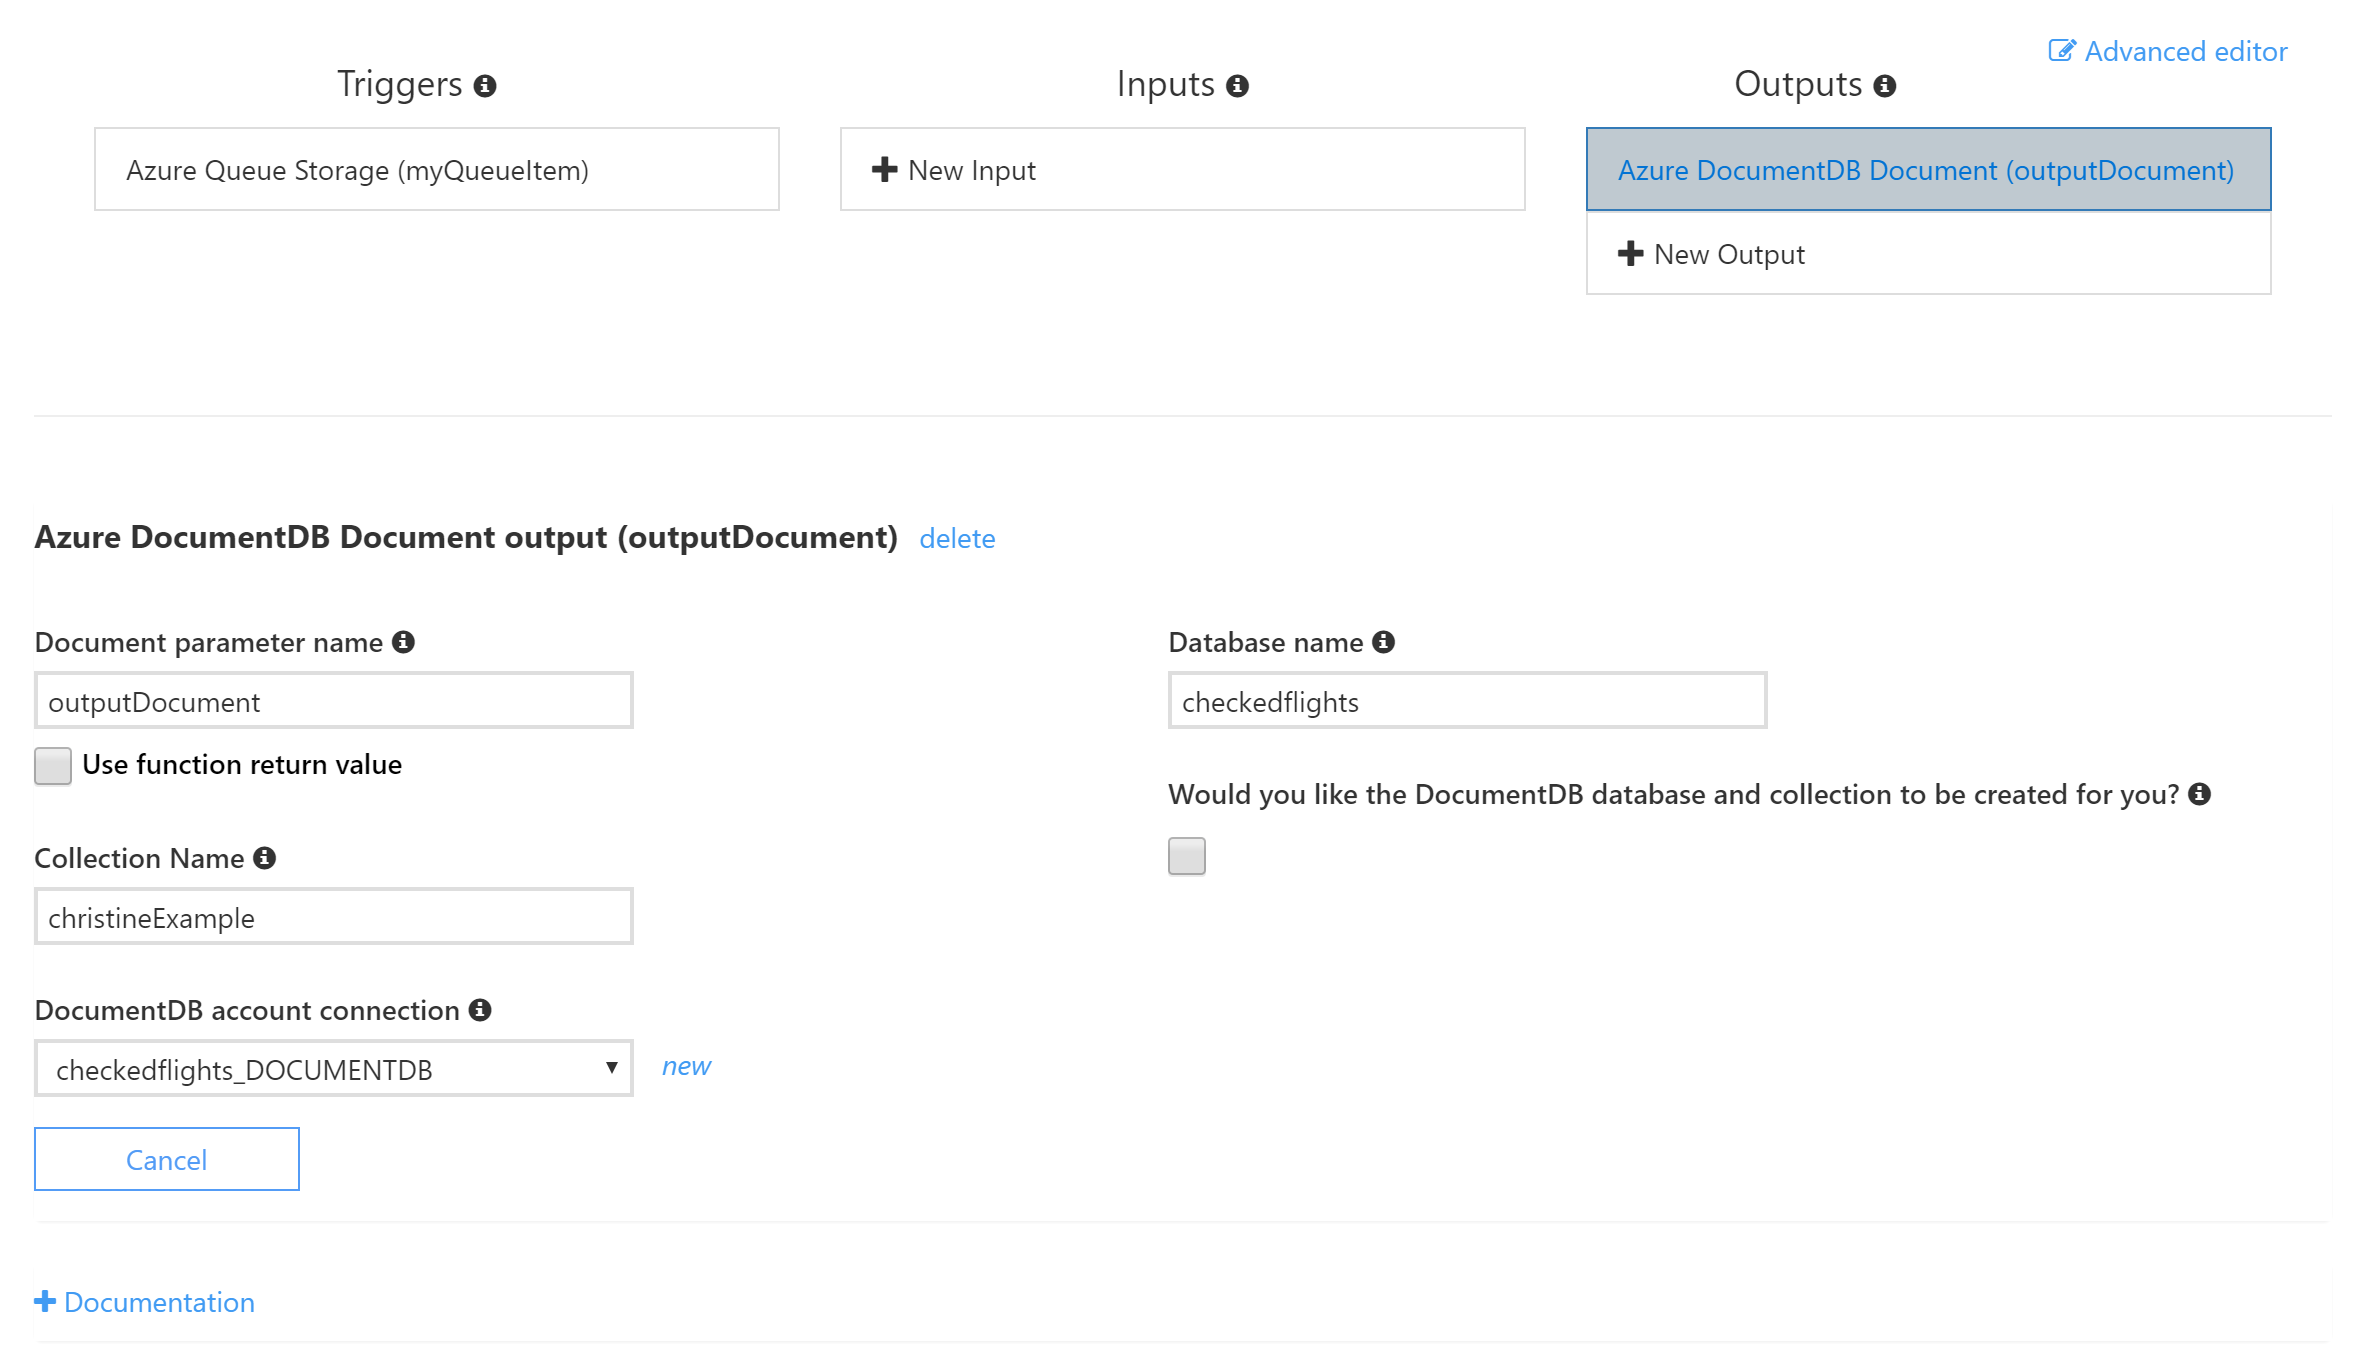 Advanced editor
Triggers
Inputs
Outputs
Azure Queue Storage (myQueueItem)
New Input
Azure DocumentDB Document (outputDocument)
New Output
Azure DocumentDB Document output (outputDocument) delete
Document parameter name
Database name
outputDocument
checkedflights
Use function return value
Would you like the DocumentDB database and collection to be created for you?
Collection Name
christineExample
DocumentDB account connection
checkedflights_DOCUMENTDB
new
Cancel
Documentation